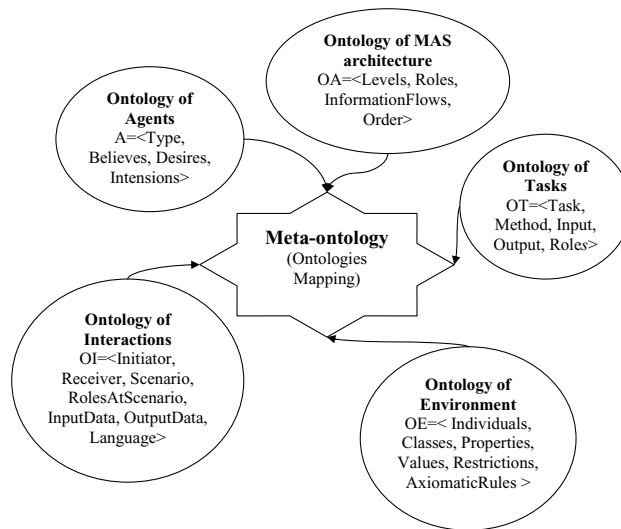 Ontology of MAS
architecture
OA=<Levels, Roles,
InformationFlows,
Order>
Ontology of
Agents
A=<Type,
Believes, Desires,
Intensions>
Ontology of
Tasks
OT=<Task,
Method, Input,
Output, Roles>
Meta-ontology
(Ontologies
Mapping)
Ontology of
Interactions
OI=<Initiator,
Receiver, Scenario,
RolesAtScenario,
InputData, OutputData,
Language>
Ontology of
Environment
OE=< Individuals,
Classes, Properties,
Values, Restrictions,
AxiomaticRules >